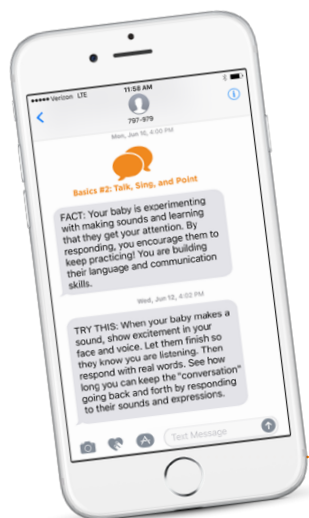 Verizon LTE
11:58 AM
797-979
Mon, Jun 10, 4:00 PM
Basics #2: Talk, Sing, and Point
FACT: Your baby is experimenting
with making sounds and learning
that they get your attention. By
responding, you encourage them to
keep practicing! You are building
their language and communication
skills.
Wed, Jun 12, 4:00 PM
TRY THIS: When your baby makes a
sound, show excitement in your
face and voice. Let them finish so
they know you are listening. Then
respond with real words. See how
long you can keep the "conversation"
going back and forth by responding
to their sounds and expressions.
Text Message